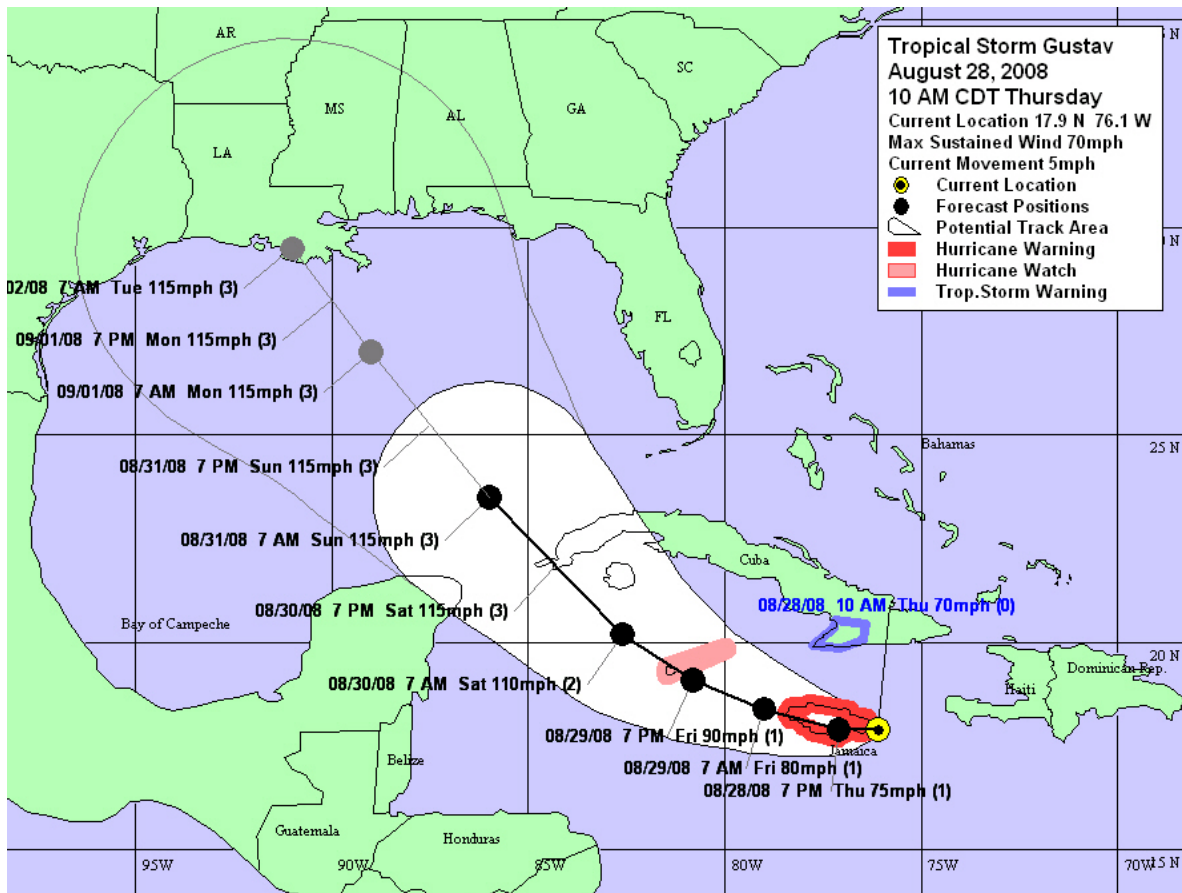 AR
SC
MS
AL
GA
LA
FL
Tropical Storm Gustav
August 28, 2008
10 AM CDT Thursday
Current Location 17.9 N 76.1 W
Max Sustained Wind 70mph
Current Movement 5mph
Current Location
Forecast Positions
Potential Track Area
Hurricane Warning
Hurricane Watch
Trop.Storm Warning
5 N
0 N
02/08 7 AM Tue 115mph (3)
09/01/08 7 PM Mon 115mph (3)
09/01/08 7 AM Mon 115mph (3)
08/31/08 7 PM Sun 115mph (3)
Bahamas
25 N
08/31/08 7 AM Sun 115mph (3)
Cuba
08/30/08 7 PM Sat 115mph (3)
08/28/08 10 AM Thu 70mph (0)
Bay of Campeche
20 N
Dominican Rep.
Haiti
08/30/08 7 AM Sat 110mph (2)
08/29/08 7 PM Fri 90mph (1)
Jamaica
Belize
08/29/08 7 AM Fri 80mph (1)
08/28/08 7 PM Thu 75mph (1)
Guatemala
Honduras
95W
90W
85W
80W
75W
70W
15 N